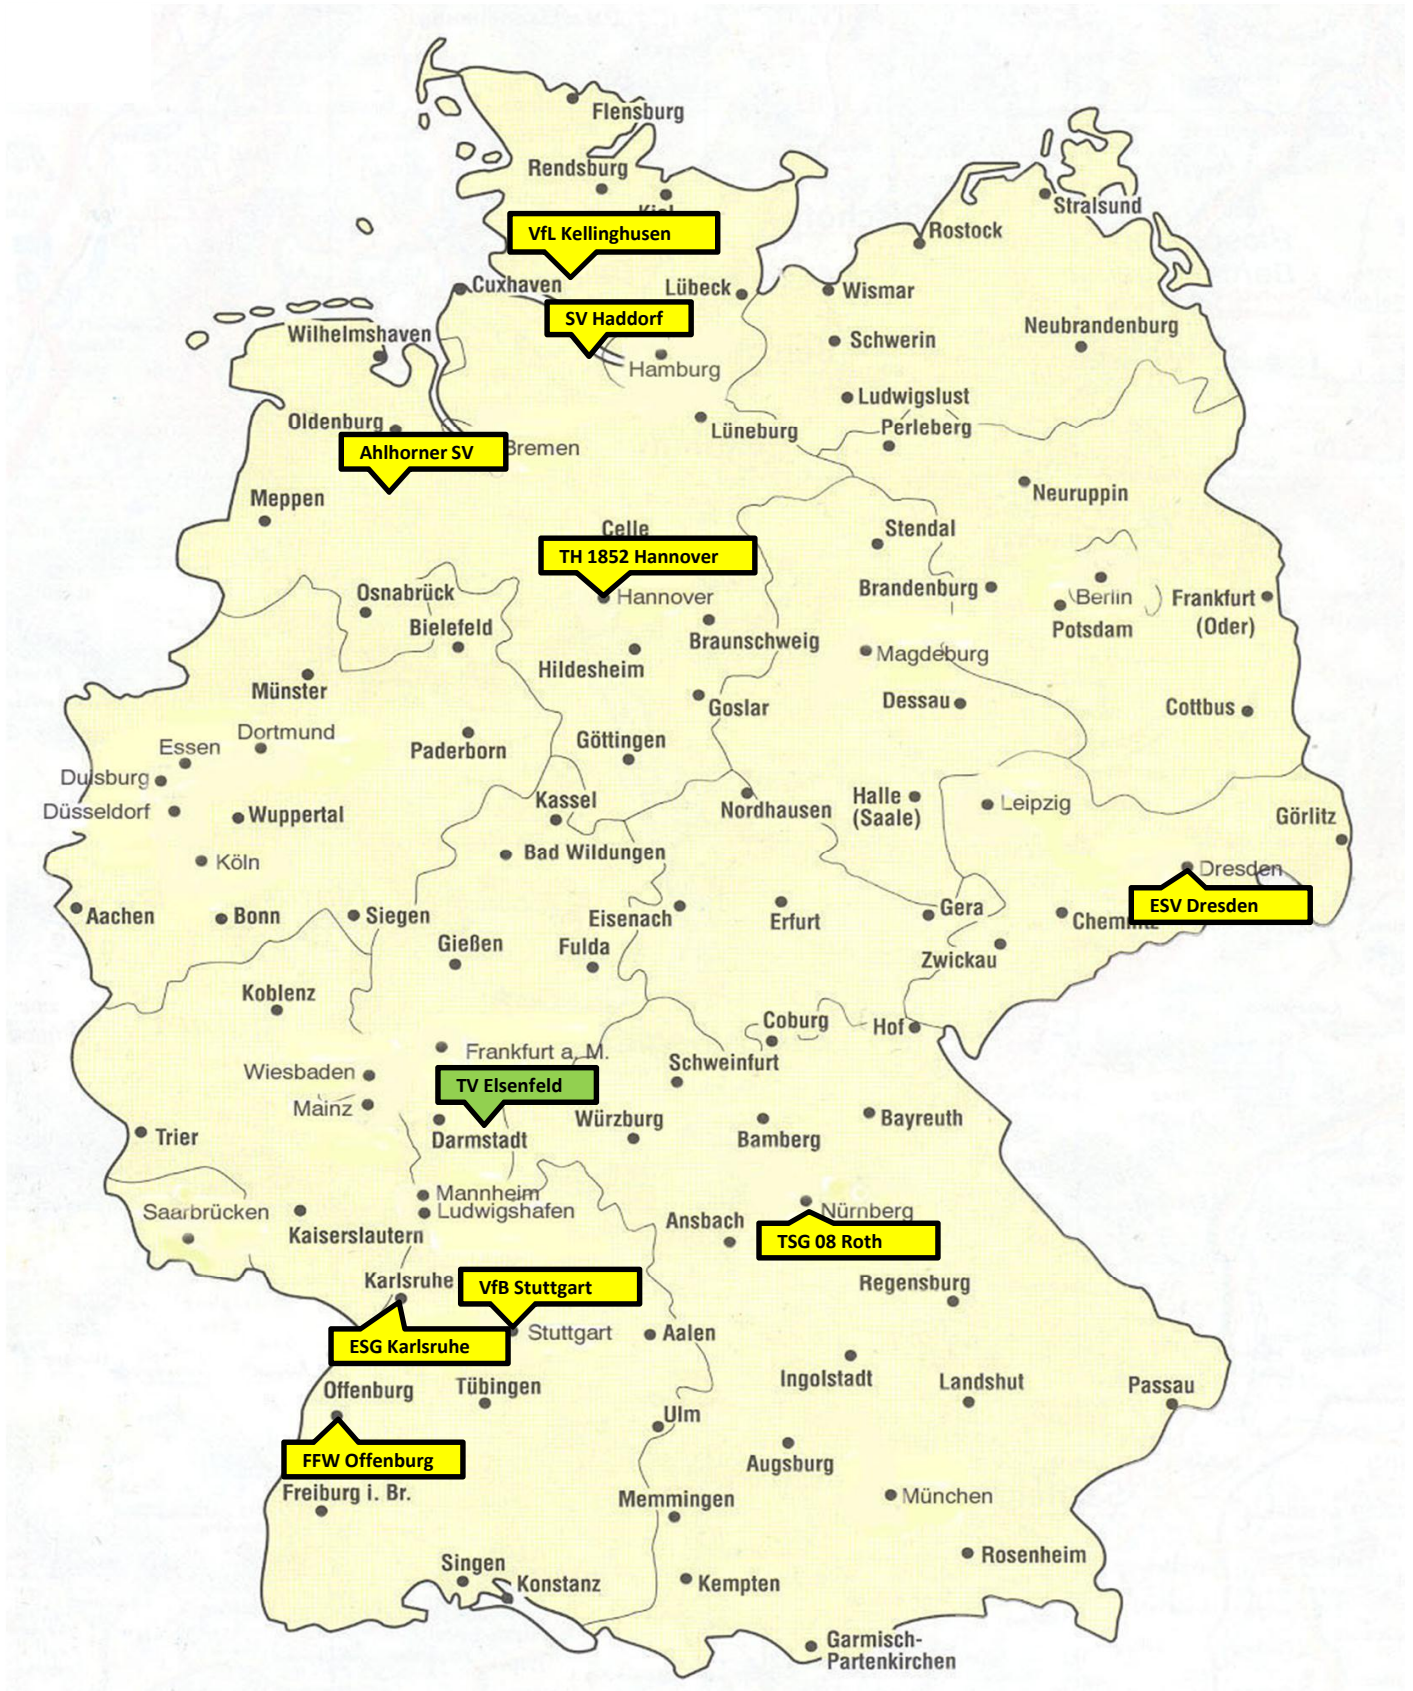 Flensburg
Rendsburg
Kiel
VfL Kellinghusen
Stralsund
Rostock
Cuxhaven
Lübeck
Wismar
SV Haddorf
Wilhelmshaven
Schwerin
Neubrandenburg
Hamburg
Ludwigslust
Oldenburg
Lüneburg
Perleberg
Ahlhorner SV
Bremen
Meppen
Neuruppin
Celle
Stendal
TH 1852 Hannover
Osnabrück
Hannover
Brandenburg
Berlin
Frankfurt
(Oder)
Bielefeld
Braunschweig
Potsdam
Hildesheim
Magdeburg
Münster
Goslar
Dessau
Cottbus
Dortmund
Essen
Paderborn
Göttingen
Duisburg
Düsseldorf
Wuppertal
Kassel
Nordhausen
Halle
(Saale)
Leipzig
Görlitz
Köln
Bad Wildungen
Dresden
ESV Dresden
Aachen
Bonn
Siegen
Eisenach
Erfurt
Gera
Chemnitz
Gießen
Fulda
Zwickau
Koblenz
Coburg
Hof
Frankfurt a. M.
Schweinfurt
Wiesbaden
TV Elsenfeld
Mainz
Würzburg
Bayreuth
Trier
Darmstadt
Bamberg
Mannheim
Ludwigshafen
Saarbrücken
Kaiserslautern
Ansbach
Nürnberg
TSG 08 Roth
Karlsruhe
VfB Stuttgart
Regensburg
ESG Karlsruhe
Stuttgart
Aalen
Offenburg
Tübingen
Ingolstadt
Landshut
Passau
Ulm
FFW Offenburg
Augsburg
Freiburg i. Br.
Memmingen
München
Singen
Konstanz
Kempten
Rosenheim
Garmisch-
Partenkirchen